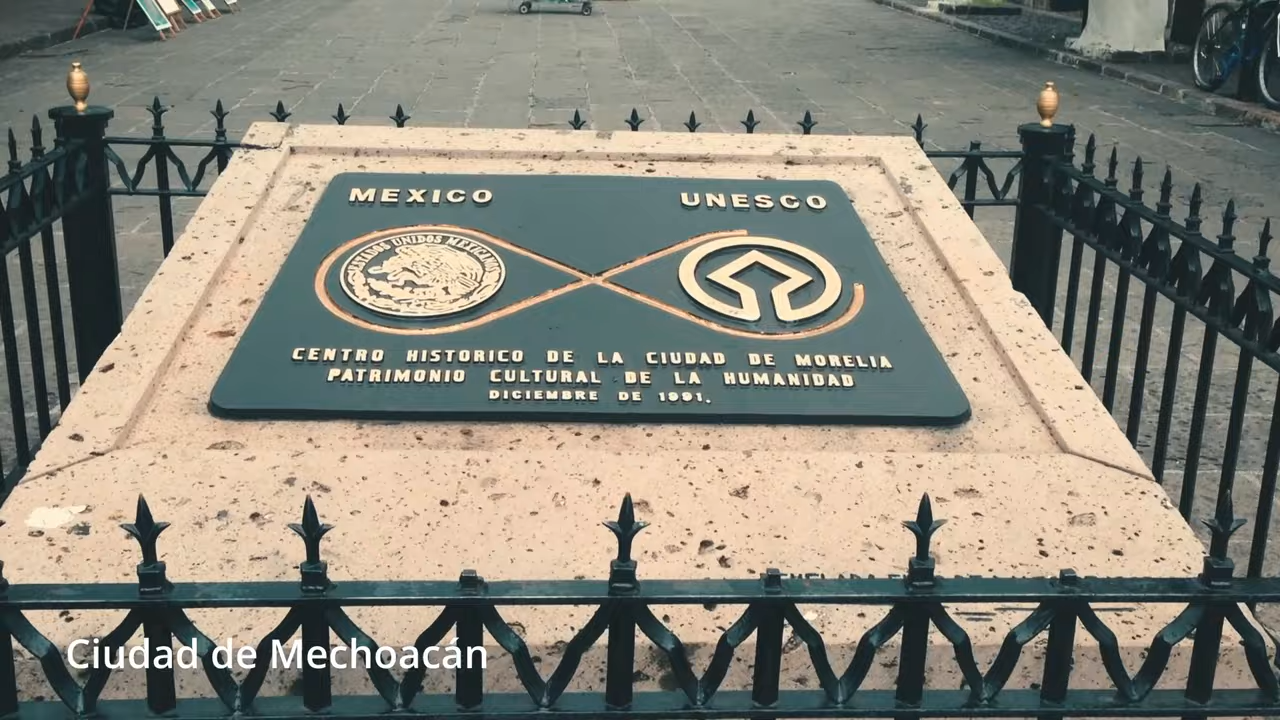 MEXICO
UNESCO
ESTADOS UNIDOS MEXICANOS
CENTRO HISTORICO DE LA CIUDAD DE MORELIA
PATRIMONIO CULTURAL DE LA HUMANIDAD
DICIEMBRE DE 1991.
Ciudad de Mechoacán